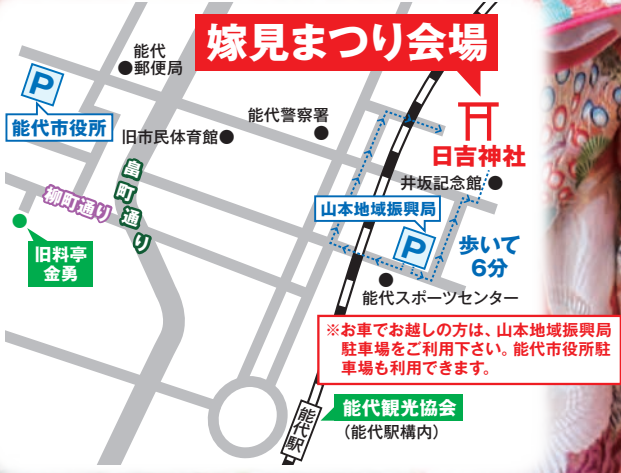 嫁見まつり会場
能代
郵便局
P
能代市役所
旧市民体育館
能代警察署
日吉神社
井坂記念館
畠町通り
柳町通り
山本地域振興局
P
歩いて
6分
旧料亭
金勇
能代スポーツセンター
※お車でお越しの方は、山本地域振興局
駐車場をご利用下さい。能代市役所駐
車場も利用できます。
能代駅
能代観光協会
(能代駅構内)